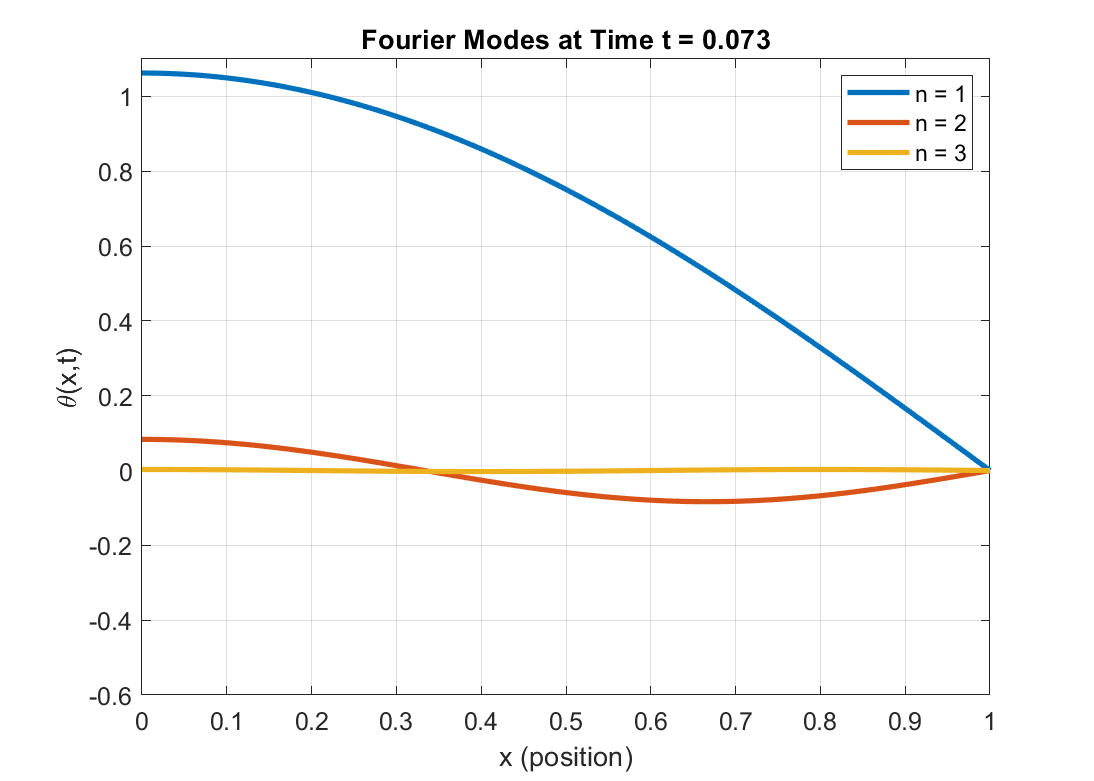 Fourier Modes at Time t = 0.073
n = 1
n = 2
n = 3
θ(x,t)
1
0.8
0.6
0.4
0.2
0
-0.2
-0.4
-0.6
0 0.1 0.2 0.3 0.4 0.5 0.6 0.7 0.8 0.9 1
x (position)